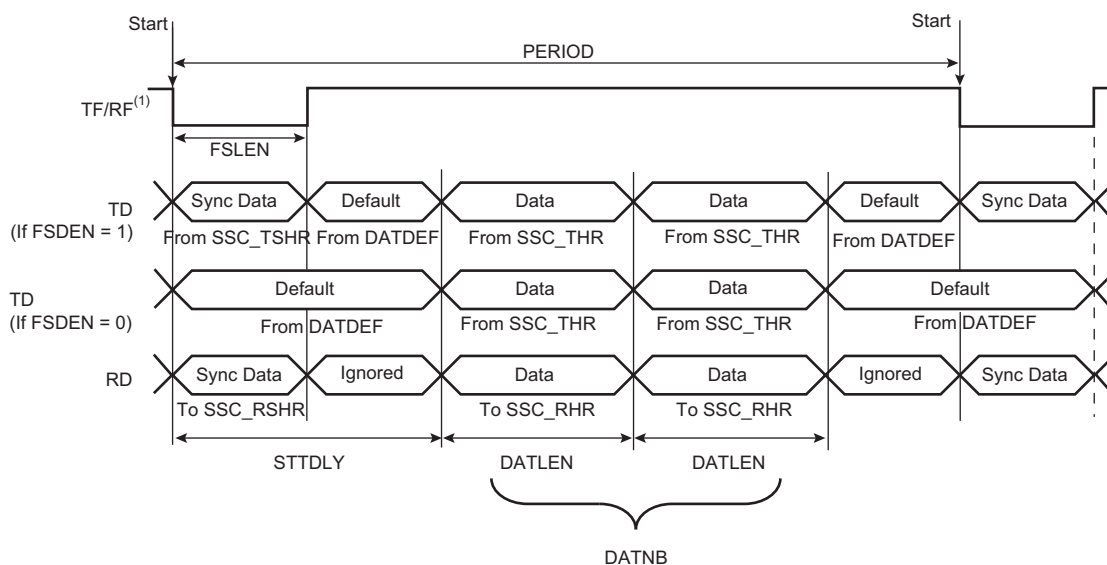 Start
Start
PERIOD
TF/RF(1)
FSLEN
TD
(If FSDEN = 1)
Sync Data
Default
Data
Data
Default
Sync Data
From SSC_TSHR
From DATDEF
From SSC_THR
From SSC_THR
From DATDEF
TD
(If FSDEN = 0)
Default
Data
Data
Default
From DATDEF
From SSC_THR
From SSC_THR
From DATDEF
RD
Sync Data
Ignored
Data
Data
Ignored
Sync Data
To SSC_RSHR
To SSC_RHR
To SSC_RHR
STTDLY
DATLEN
DATLEN
DATNB